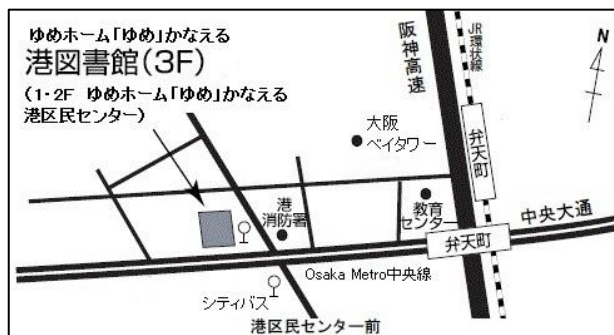 ゆめホーム「ゆめ」かなえる
港図書館(3F)
(1・2F ゆめホーム「ゆめ」かなえる
港区民センター)
阪神高速
JR環状線
N
大阪
ベイタワー
弁天町
港
消防署
教育
センター
中央大通
弁天町
Osaka Metro中央線
シティバス
港区民センター前